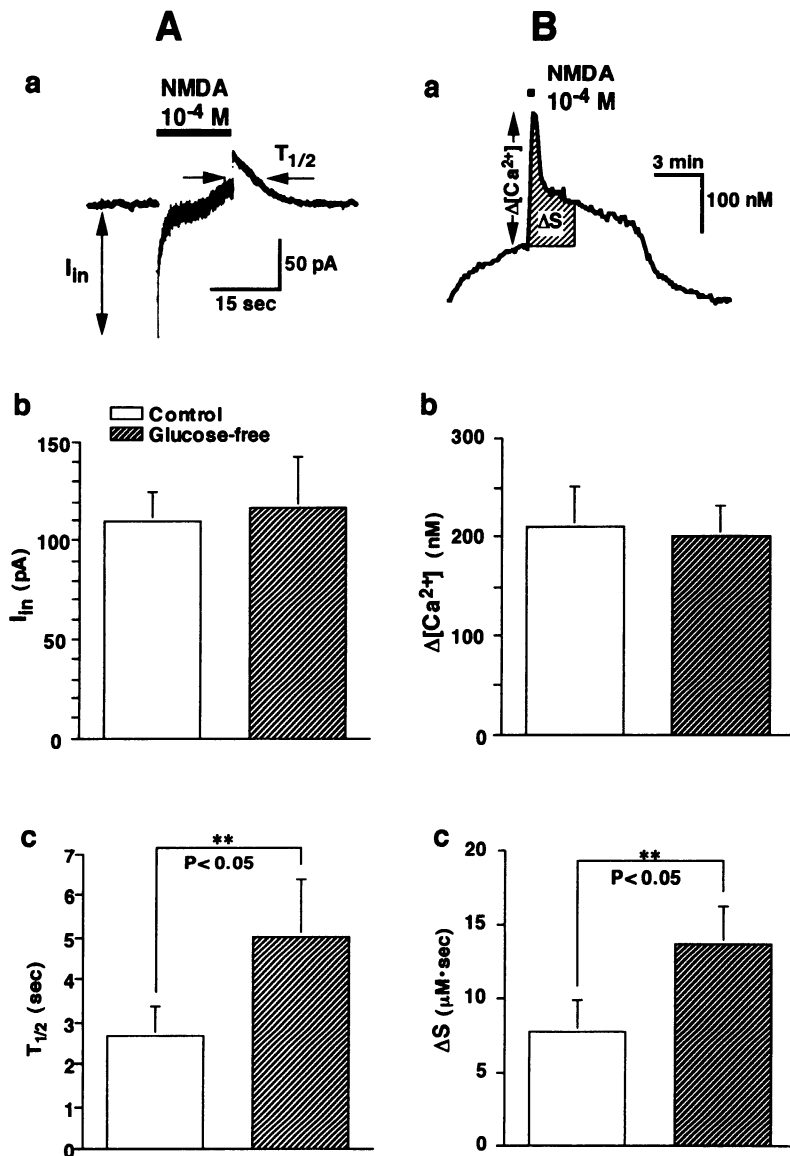 A
a
NMDA
10⁻⁴ M
T1/2
Iin
50 pA
15 sec
B
a
NMDA
10⁻⁴ M
Δ[Ca²⁺]
ΔS
3 min
100 nM
b
Control
Glucose-free
Iin (pA)
150
100
50
0
b
Δ[Ca²⁺] (nM)
300
200
100
0
c
**
P< 0.05
T1/2 (sec)
7
6
5
4
3
2
1
0
c
**
P< 0.05
ΔS (μM·sec)
20
15
10
5
0